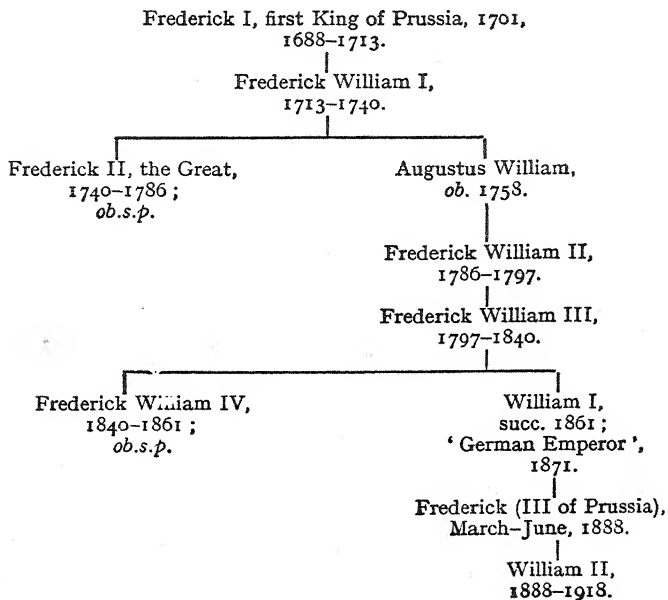 Frederick I, first King of Prussia, 1701,
1688–1713.
Frederick William I,
1713–1740.
Frederick II, the Great,
1740–1786 ;
ob.s.p.
Augustus William,
ob. 1758.
Frederick William II,
1786–1797.
Frederick William III,
1797–1840.
Frederick William IV,
1840–1861 ;
ob.s.p.
William I,
succ. 1861 ;
‘ German Emperor ’,
1871.
Frederick (III of Prussia),
March–June, 1888.
William II,
1888–1918.